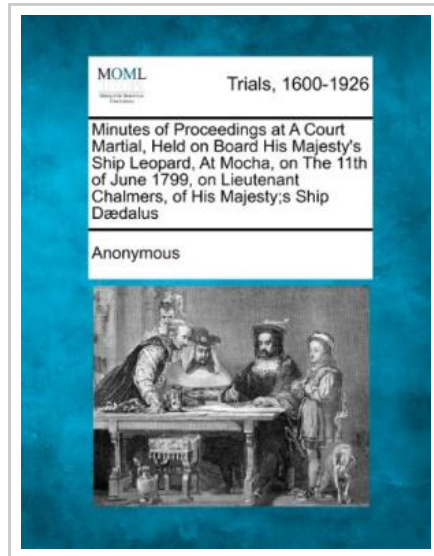 MOML
Trials, 1600-1926
Minutes of Proceedings at A Court
Martial, Held on Board His Majesty's
Ship Leopard, At Mocha, on The 11th
of June 1799, on Lieutenant
Chalmers, of His Majesty;s Ship
Dædalus
Anonymous